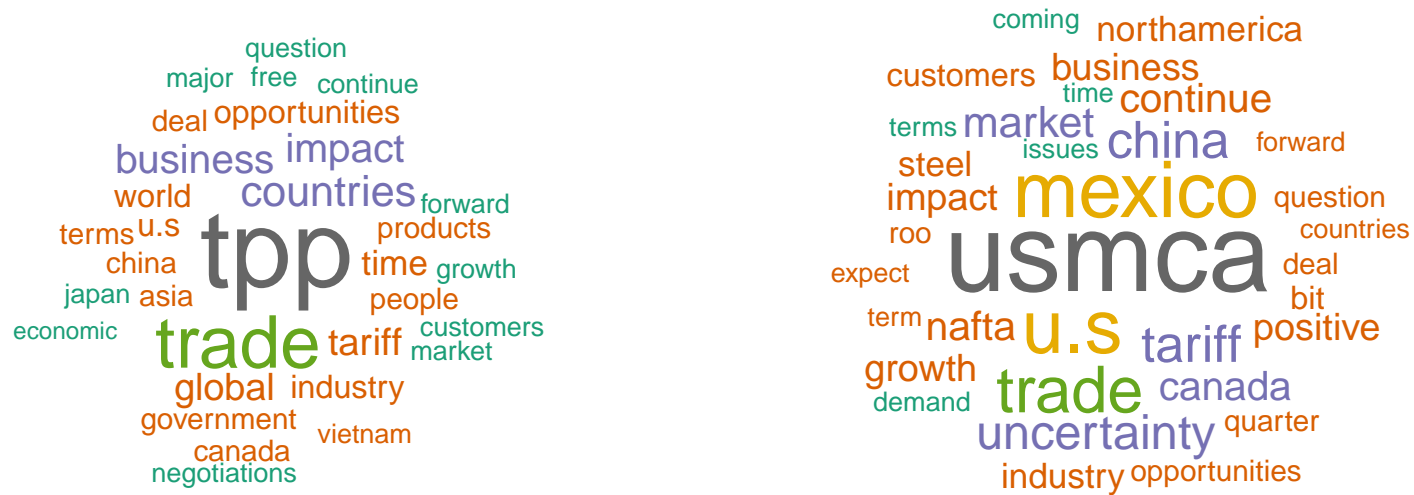 question
major free continue
deal opportunities
business impact
world countries
forward
terms u.s tpp products
china time growth
japan asia people
economic trade tariff customers
market
global industry
government
vietnam
canada
negotiations
coming northamerica
customers business
time continue
terms market china forward
issues
steel
impact mexico question
roo usmca countries
expect deal
bit
term nafta u.s tariff positive
growth
demand trade canada
uncertainty quarter
industry opportunities